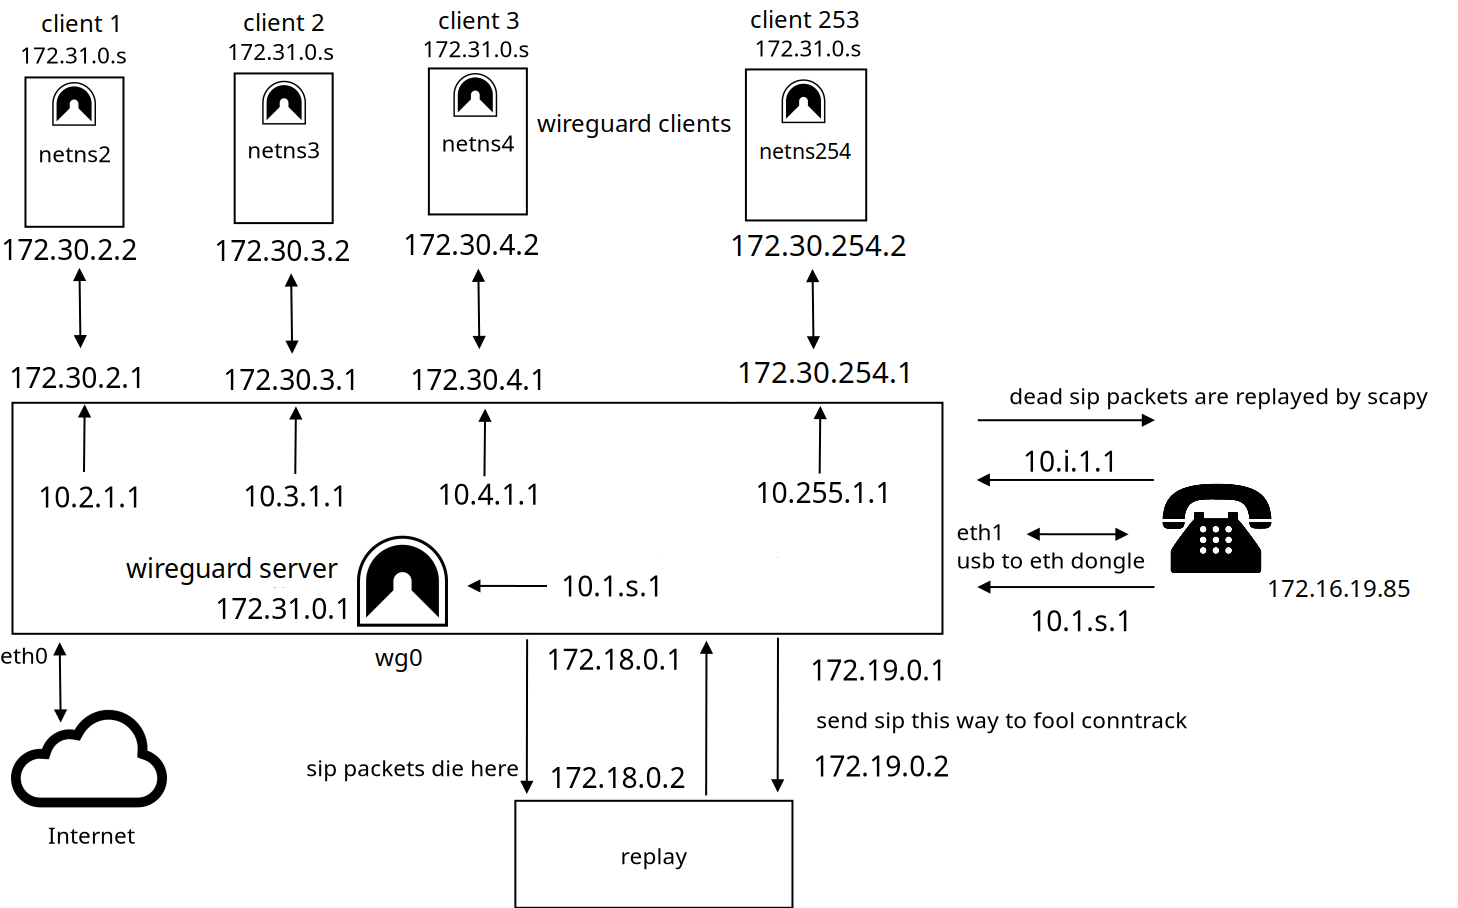 client 1
client 2
client 3
client 253
172.31.0.s
172.31.0.s
172.31.0.s
172.31.0.s
wireguard clients
netns2
netns3
netns4
netns254
172.30.2.2
172.30.3.2
172.30.4.2
172.30.254.2
172.30.2.1
172.30.3.1
172.30.4.1
172.30.254.1
dead sip packets are replayed by scapy
10.i.1.1
10.2.1.1
10.3.1.1
10.4.1.1
10.255.1.1
eth1
usb to eth dongle
172.16.19.85
wireguard server
172.31.0.1
10.1.s.1
10.1.s.1
eth0
wg0
172.18.0.1
172.19.0.1
send sip this way to fool conntrack
sip packets die here
172.18.0.2
172.19.0.2
Internet
replay